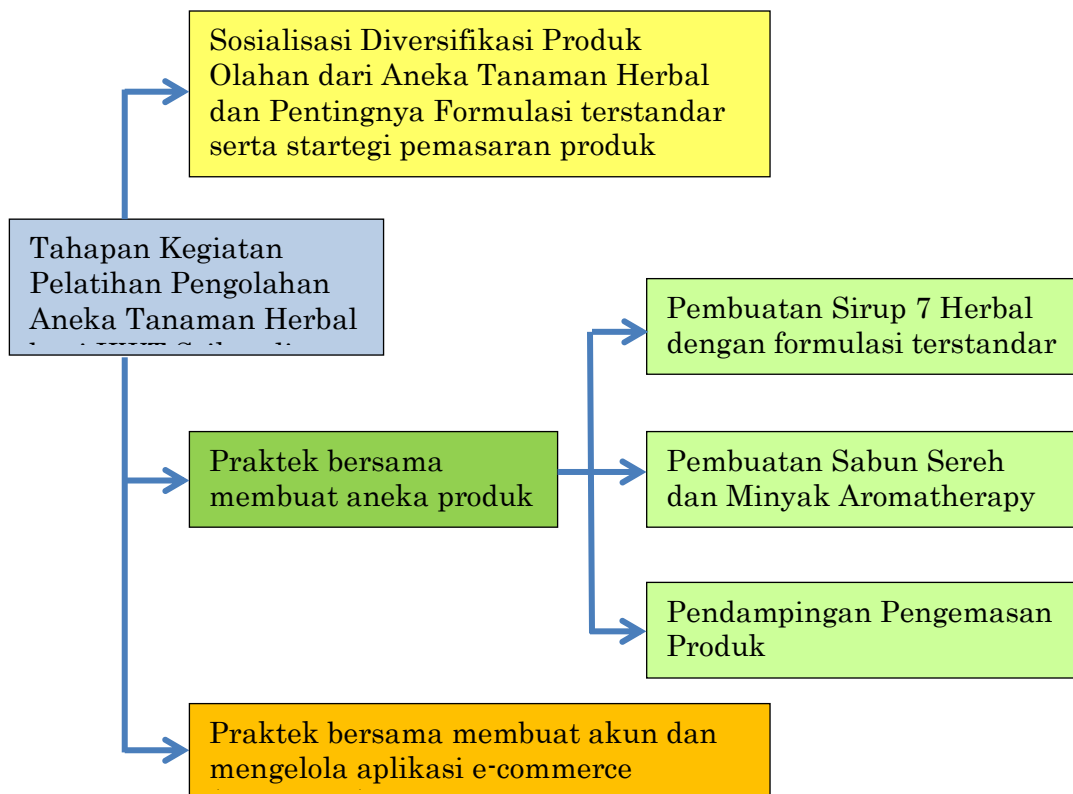 Sosialisasi Diversifikasi Produk
Olahan dari Aneka Tanaman Herbal
dan Pentingnya Formulasi terstandar
serta startegi pemasaran produk
Tahapan Kegiatan
Pelatihan Pengolahan
Aneka Tanaman Herbal
Pembuatan Sirup 7 Herbal
dengan formulasi terstandar
Praktek bersama
membuat aneka produk
Pembuatan Sabun Sereh
dan Minyak Aromatherapy
Pendampingan Pengemasan
Produk
Praktek bersama membuat akun dan
mengelola aplikasi e-commerce